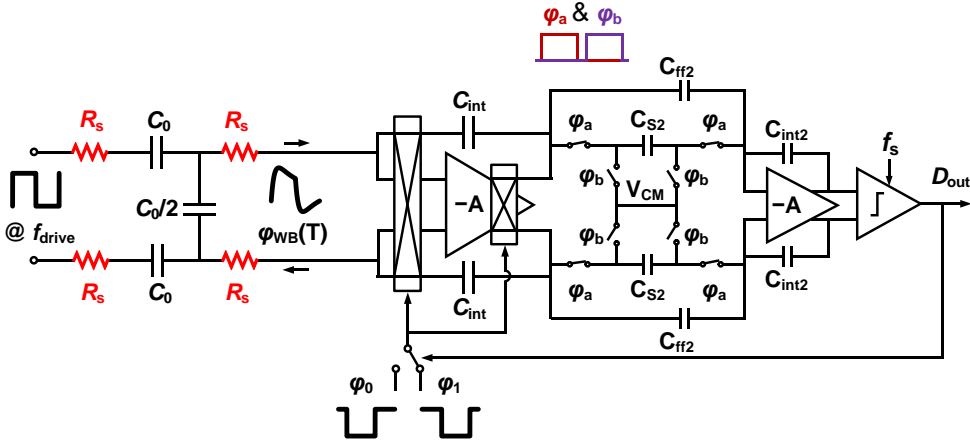 φa & φb
Cff2
Rs
C0
Rs
Cint
φa
CS2
φa
Cint2
fs
Dout
C0/2
@ fdrive
φWB(T)
−A
φb
VCM
φb
−A
φb
φb
Rs
C0
Rs
Cint
φa
CS2
φa
Cint2
Cff2
φ0
φ1